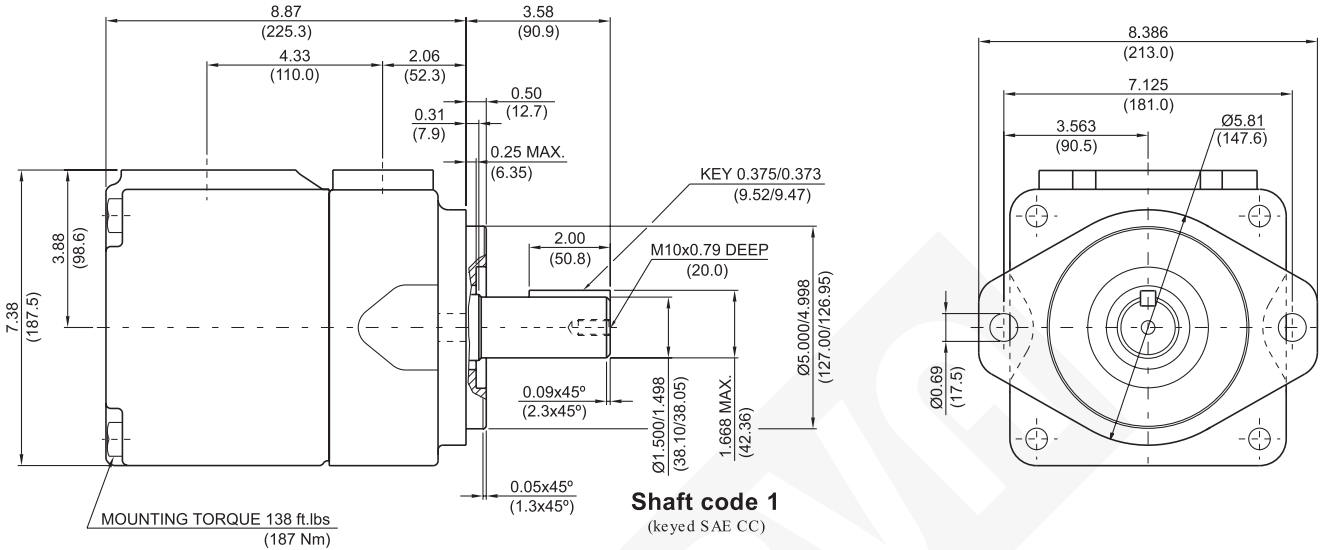 8.87
(225.3)
3.58
(90.9)
4.33
(110.0)
2.06
(52.3)
0.50
(12.7)
0.31
(7.9)
0.25 MAX.
(6.35)
KEY 0.375/0.373
(9.52/9.47)
2.00
(50.8)
M10x0.79 DEEP
(20.0)
3.88
(98.6)
7.38
(187.5)
0.09x45º
(2.3x45º)
Ø1.500/1.498
(38.10/38.05)
1.668 MAX.
(42.36)
Ø5.000/4.998
(127.00/126.95)
0.05x45º
(1.3x45º)
MOUNTING TORQUE 138 ft.lbs
(187 Nm)
Shaft code 1
(keyed SAE CC)
8.386
(213.0)
7.125
(181.0)
3.563
(90.5)
Ø5.81
(147.6)
Ø0.69
(17.5)